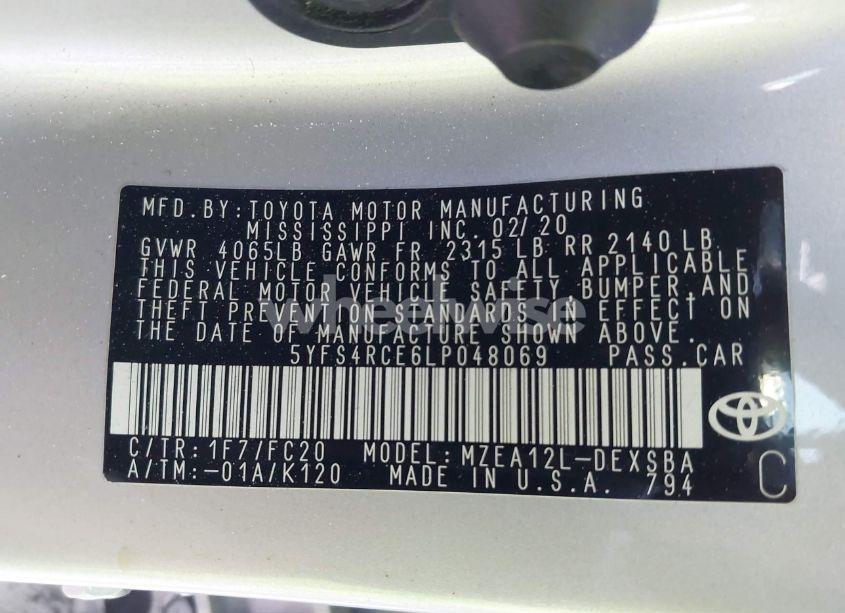 MFD. BY: TOYOTA MOTOR MANUFACTURING
MISSISSIPPI INC. 02/20
GVWR 4065LB GAWR FR 2315 LB RR 2140 LB
THIS VEHICLE CONFORMS TO ALL APPLICABLE
FEDERAL MOTOR VEHICLE SAFETY, BUMPER, AND
THEFT PREVENTION STANDARDS IN EFFECT ON
THE DATE OF MANUFACTURE SHOWN ABOVE.
wheelwise
5YFS4RCE6LP048069 PASS. CAR
C/TR: 1F7/FC20 MODEL: MZEA12L-DEXSBA
A/TM: -01A/K120 MADE IN U.S.A. 794
C